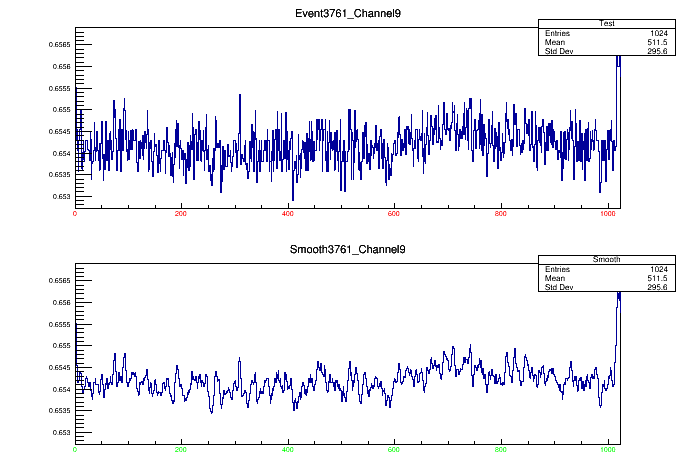 Event3761_Channel9
Test
Entries 1024
Mean 511.5
Std Dev 295.6
0.6565
0.656
0.6555
0.655
0.6545
0.654
0.6535
0.653
0 200 400 600 800 1000
Smooth3761_Channel9
Smooth
Entries 1024
Mean 511.5
Std Dev 295.6
0.6565
0.656
0.6555
0.655
0.6545
0.654
0.6535
0.653
0 200 400 600 800 1000